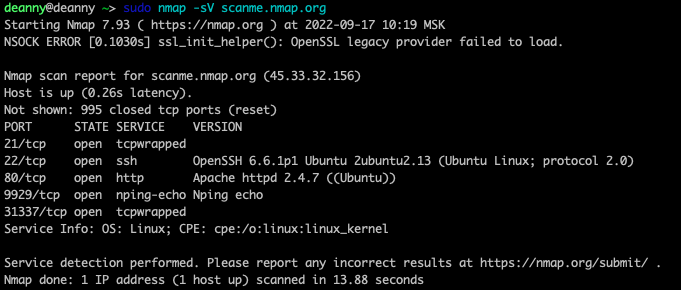 deanny@deanny ~> sudo nmap -sV scanme.nmap.org
Starting Nmap 7.93 ( https://nmap.org ) at 2022-09-17 10:19 MSK
NSOCK ERROR [0.1030s] ssl_init_helper(): OpenSSL legacy provider failed to load.

Nmap scan report for scanme.nmap.org (45.33.32.156)
Host is up (0.26s latency).
Not shown: 995 closed tcp ports (reset)
PORT      STATE SERVICE    VERSION
21/tcp    open  tcpwrapped
22/tcp    open  ssh        OpenSSH 6.6.1p1 Ubuntu 2ubuntu2.13 (Ubuntu Linux; protocol 2.0)
80/tcp    open  http       Apache httpd 2.4.7 ((Ubuntu))
9929/tcp  open  nping-echo Nping echo
31337/tcp open  tcpwrapped
Service Info: OS: Linux; CPE: cpe:/o:linux:linux_kernel

Service detection performed. Please report any incorrect results at https://nmap.org/submit/ .
Nmap done: 1 IP address (1 host up) scanned in 13.88 seconds